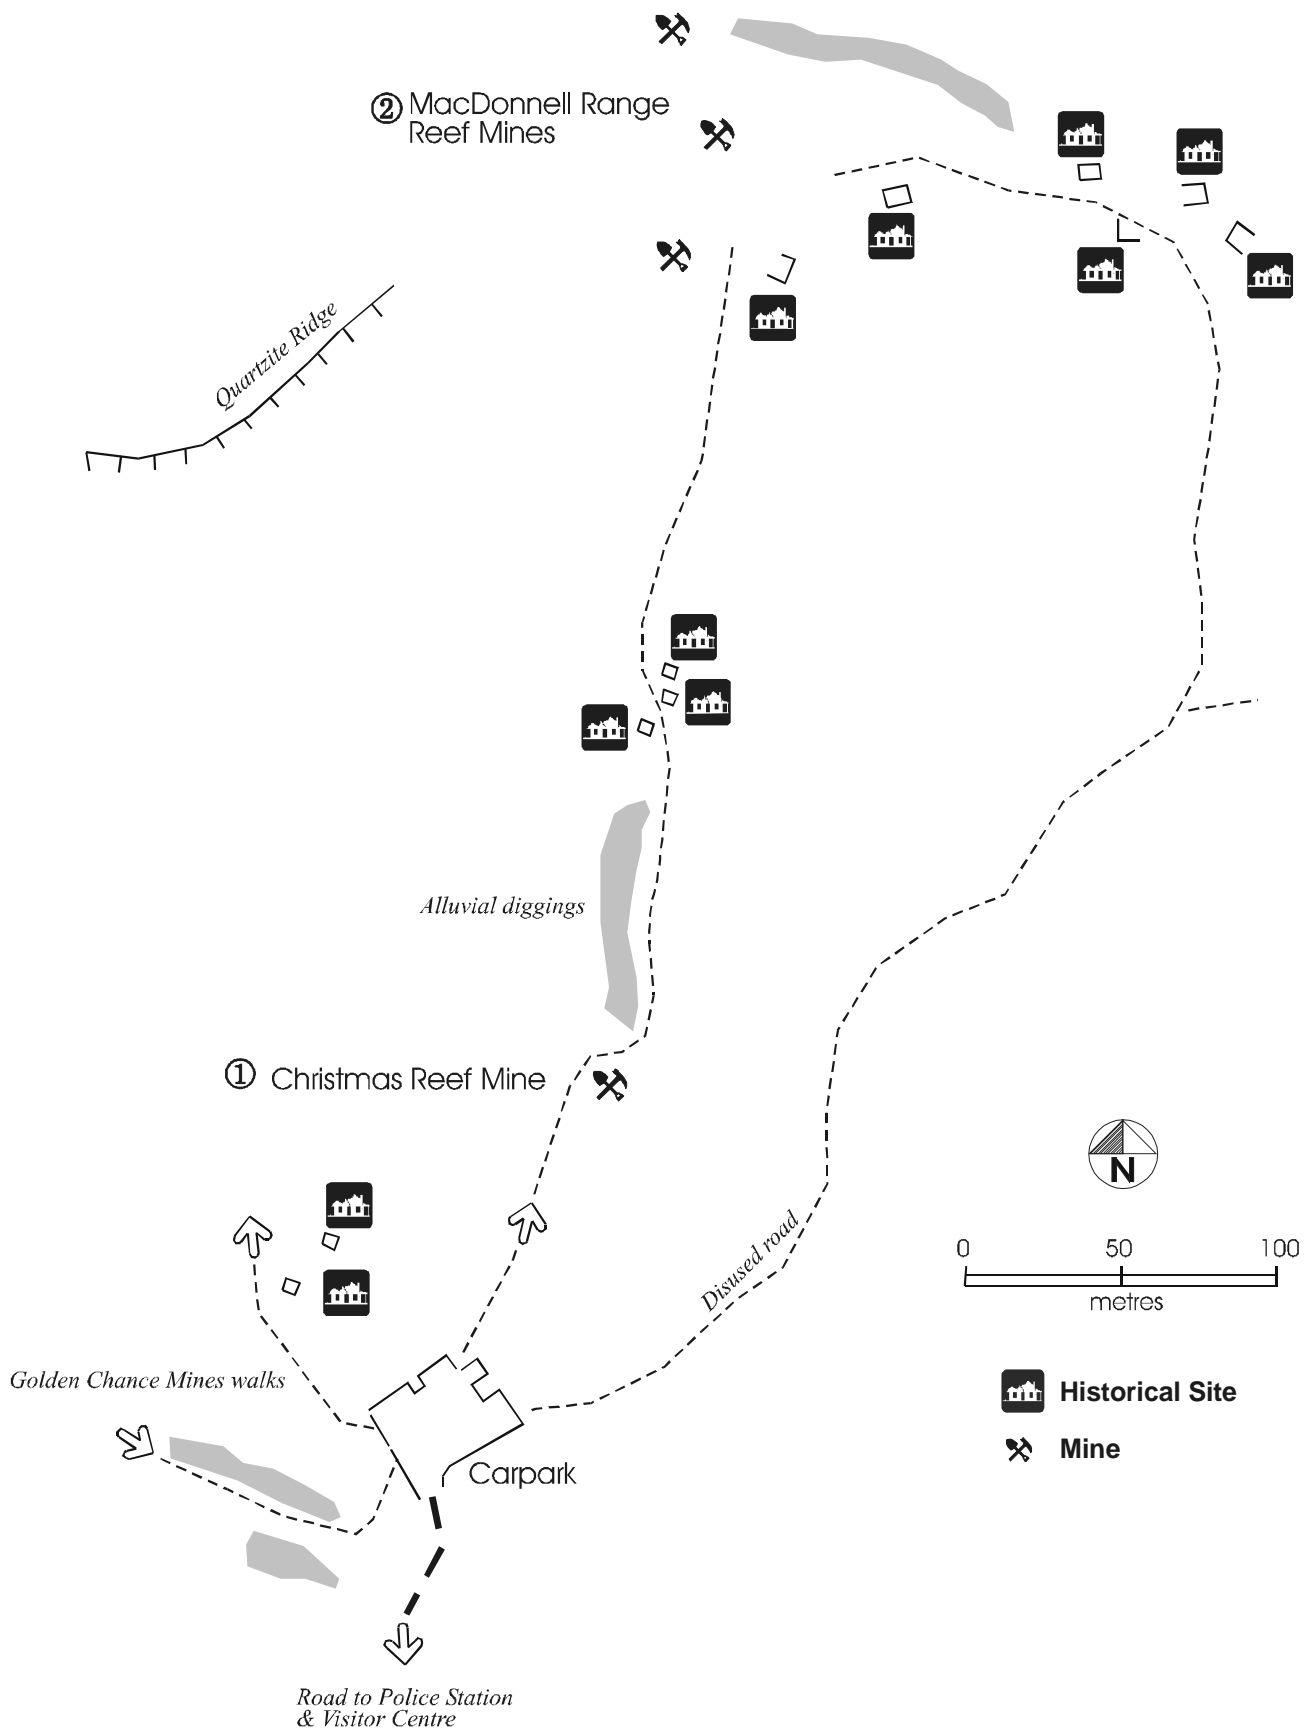 ② MacDonnell Range
Reef Mines
Quartzite Ridge
Alluvial diggings
① Christmas Reef Mine
N
0 50 100
metres
Disused road
Golden Chance Mines walks
Historical Site
Mine
Carpark
Road to Police Station
& Visitor Centre